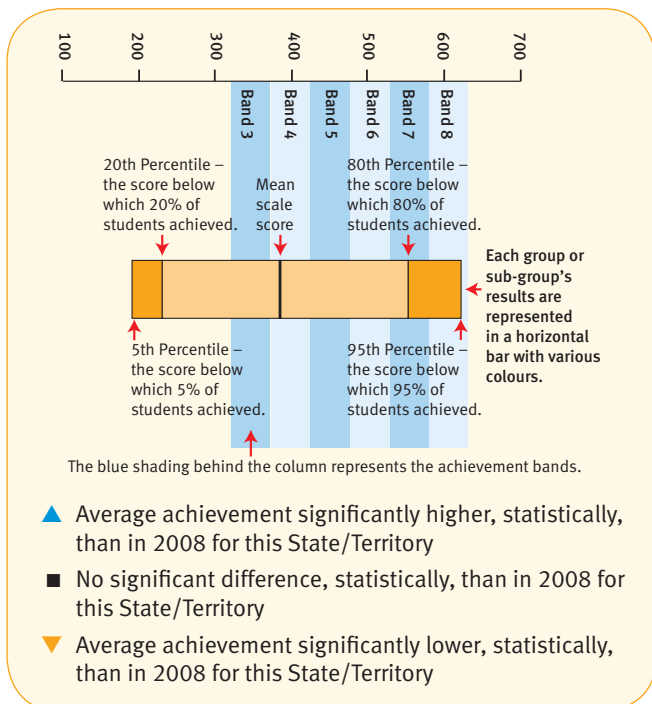 100
200
300
400
500
600
700
Band 3
Band 4
Band 5
Band 6
Band 7
Band 8
20th Percentile –
the score below
which 20% of
students achieved.
Mean
scale
score
80th Percentile –
the score below
which 80% of
students achieved.
Each group or
sub-group's
results are
represented
in a horizontal
bar with various
colours.
5th Percentile –
the score below
which 5% of
students achieved.
95th Percentile –
the score below
which 95% of
students achieved.
The blue shading behind the column represents the achievement bands.
Average achievement significantly higher, statistically,
than in 2008 for this State/Territory
No significant difference, statistically, than in 2008 for
this State/Territory
Average achievement significantly lower, statistically,
than in 2008 for this State/Territory